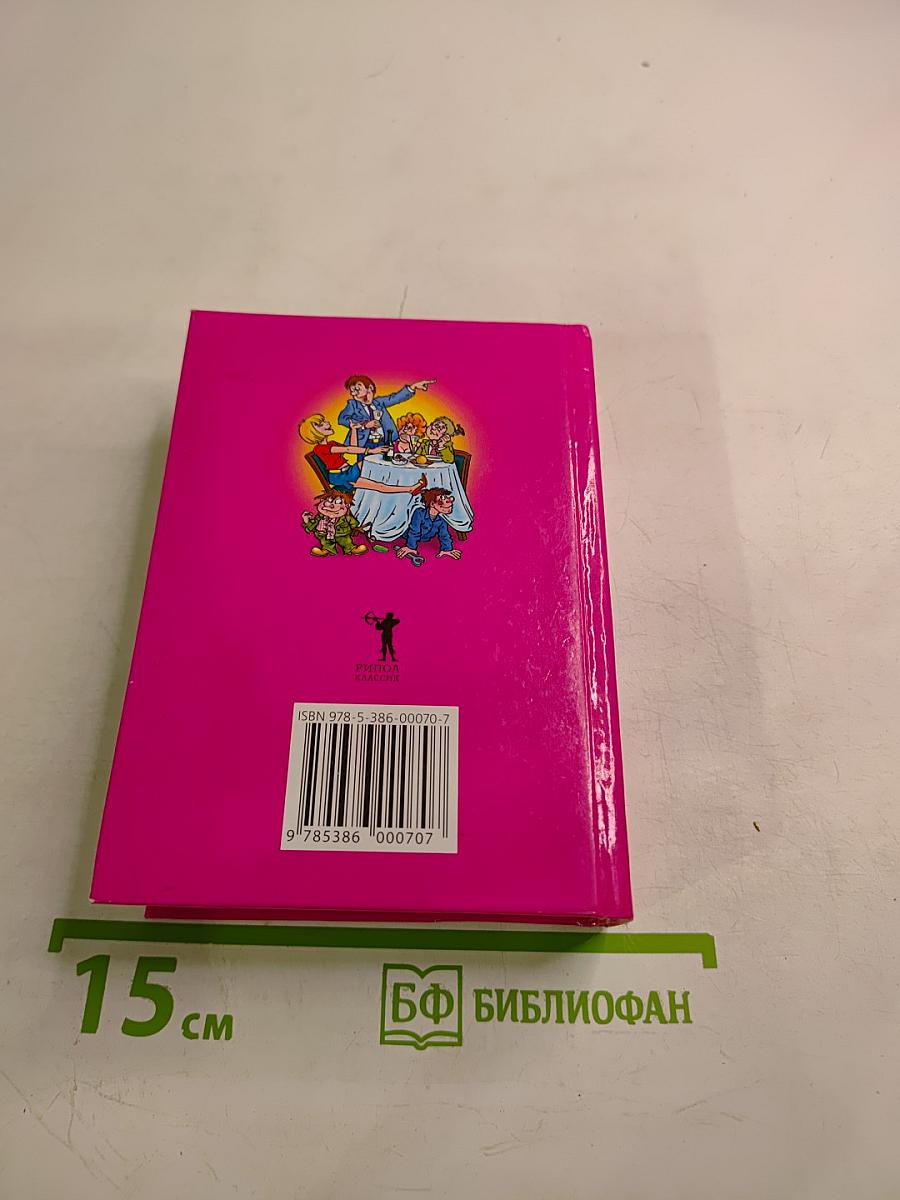 РИПОЛ
КЛАССИК
ISBN 978-5-386-00070-7
9 785386 000707
15 см
БФ БИБЛИОФАН